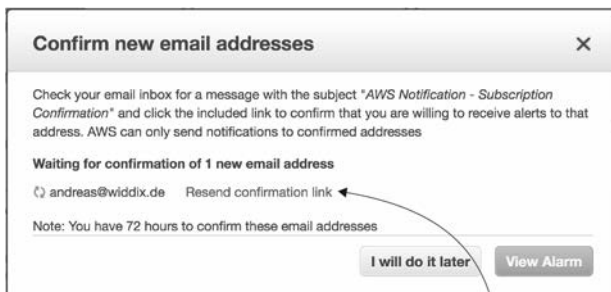 Confirm new email addresses
Check your email inbox for a message with the subject "AWS Notification - Subscription
Confirmation" and click the included link to confirm that you are willing to receive alerts to that
address. AWS can only send notifications to confirmed addresses
Waiting for confirmation of 1 new email address
andreas@widdix.de Resend confirmation link
Note: You have 72 hours to confirm these email addresses
I will do it later View Alarm